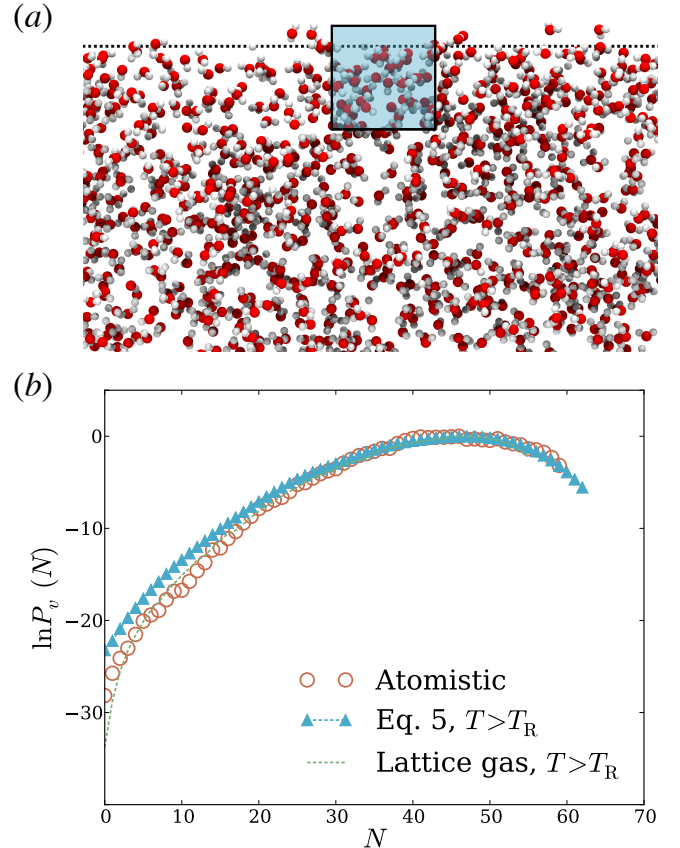 (a)
(b)
0
−10
−20
−30
ln P_v (N)
Atomistic
Eq. 5, T>T_R
Lattice gas, T>T_R
0 10 20 30 40 50 60 70
N